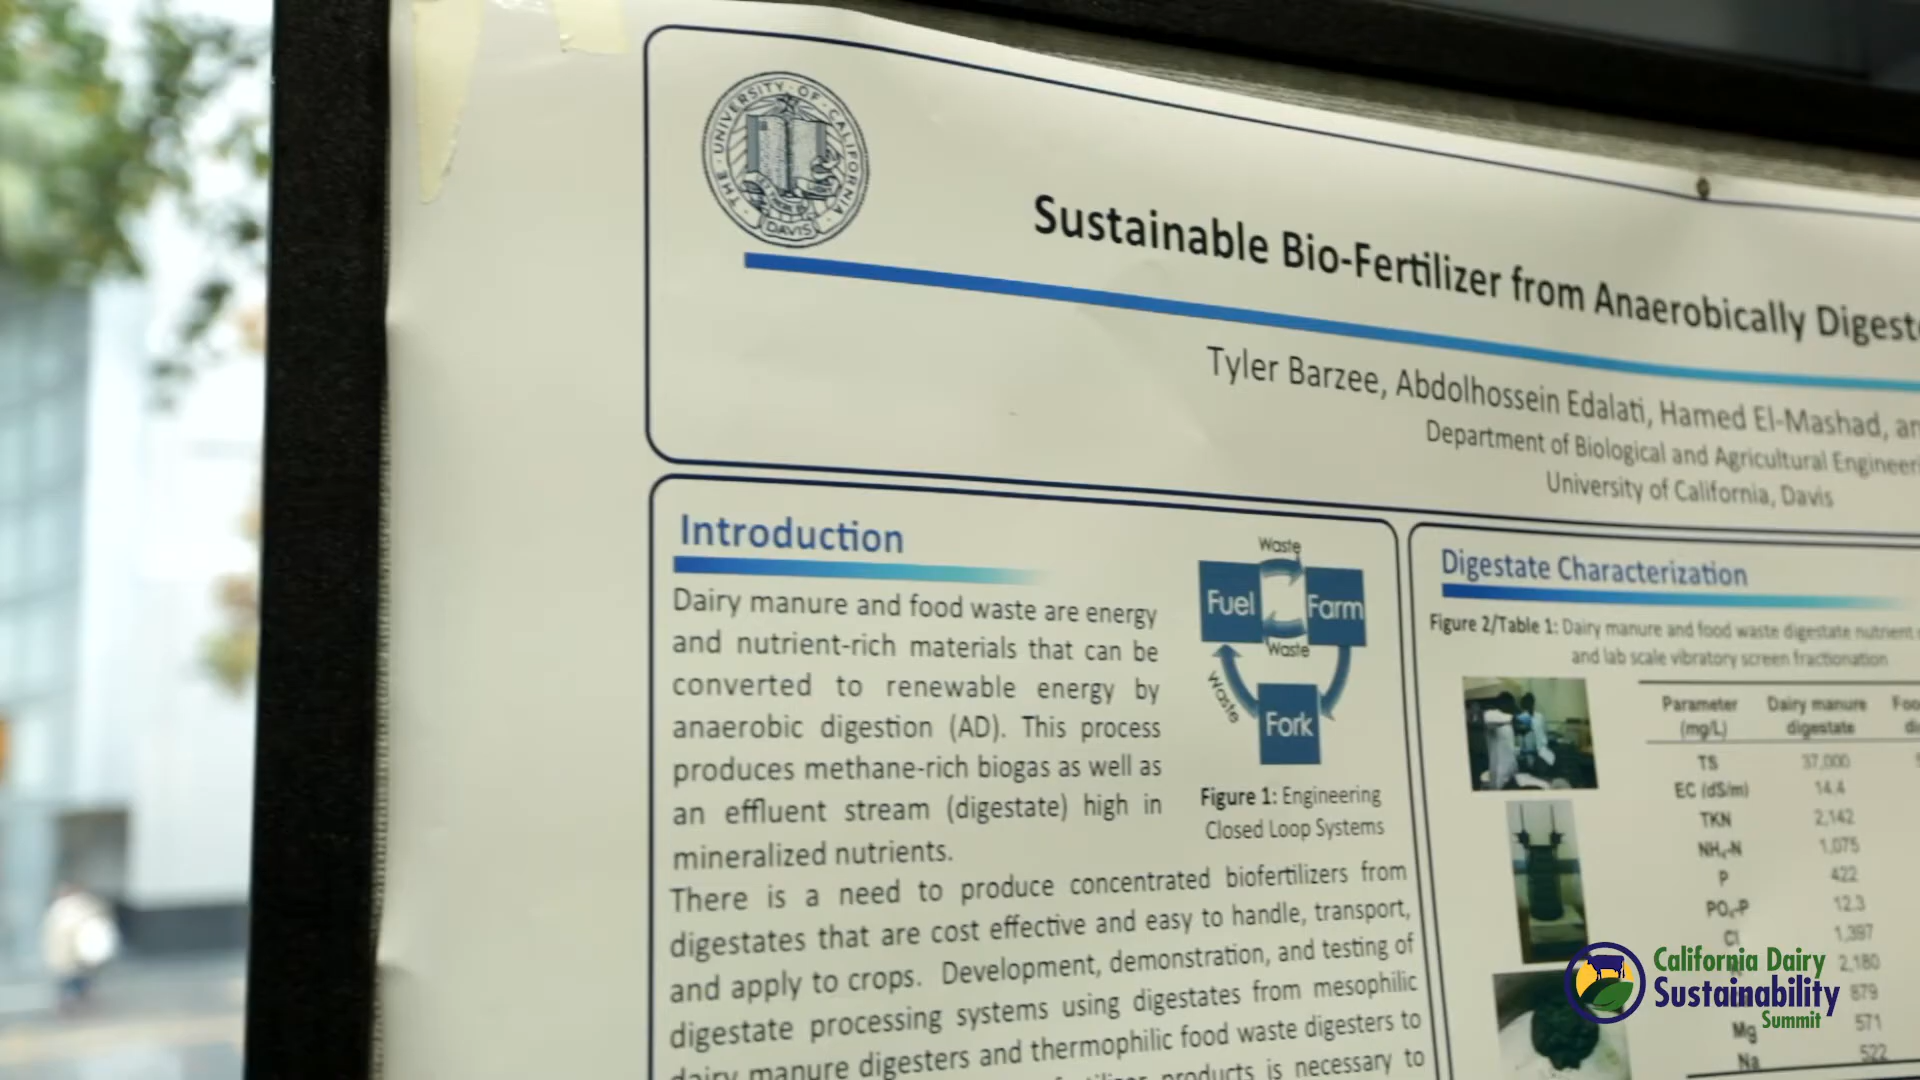 THE · UNIVERSITY · OF · CALIFORNIA
DAVIS
Sustainable Bio-Fertilizer from Anaerobically
Tyler Barzee, Abdolhossein Edalati, Hamed El-Mashad,
Department of Biological and Agricultural
University of California, Davis
Introduction
Dairy manure and food waste are energy
and nutrient-rich materials that can be
converted to renewable energy by
anaerobic digestion (AD). This process
produces methane-rich biogas as well as
an effluent stream (digestate) high in
mineralized nutrients.
There is a need to produce concentrated biofertilizers from
digestates that are cost effective and easy to handle, transport,
and apply to crops. Development, demonstration, and testing of
digestate processing systems using digestates from mesophilic
dairy manure digesters and thermophilic food waste digesters to
products is necessary to
Waste
Fuel
Farm
Waste
Waste
Fork
Figure 1: Engineering
Closed Loop Systems
Digestate Characterization
Figure 2/Table 1: Dairy manure and food waste digestate nutrient
and lab scale vibratory screen fractionation
Parameter Dairy manure
(mg/L) digestate
TS 37,000
EC (dS/m) 14.4
TKN 2,142
NH₄-N 1,075
P 422
PO₄-P 12.3
Cl 1,397
2,180
879
Mg 571
Na 522
California Dairy
Sustainability
Summit